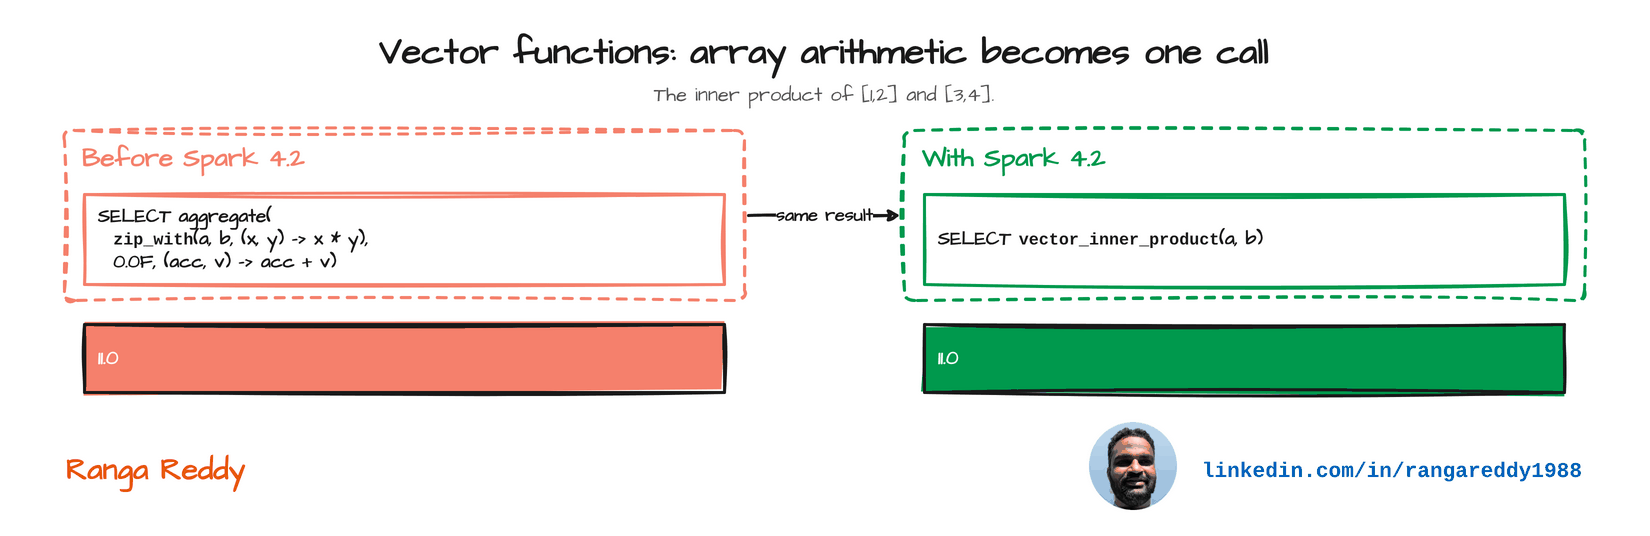 Vector functions: array arithmetic becomes one call
The inner product of [1,2] and [3,4].
Before Spark 4.2
SELECT aggregate(
zip_with(a, b, (x, y) -> x * y),
0.0F, (acc, v) -> acc + v)
11.0
same result
With Spark 4.2
SELECT vector_inner_product(a, b)
11.0
Ranga Reddy
linkedin.com/in/rangareddy1988